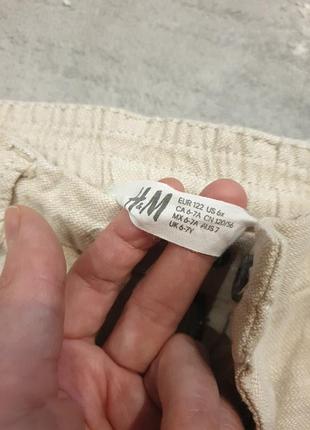 H&M
EUR 122 US 6x
CA 6-7A CN 120/56
MX 6-7A AUS 7
UK 6-7Y